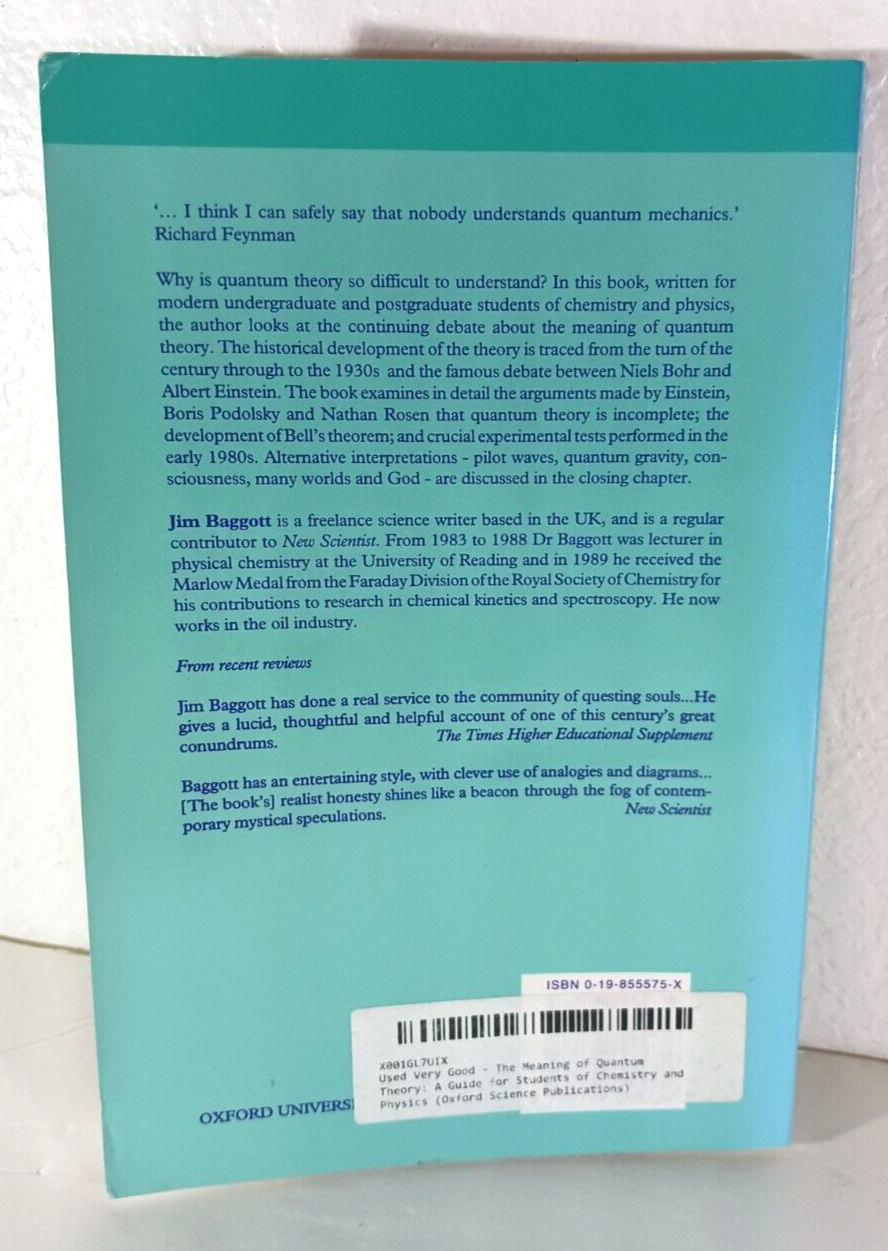 ‘... I think I can safely say that nobody understands quantum mechanics.’
Richard Feynman
Why is quantum theory so difficult to understand? In this book, written for
modern undergraduate and postgraduate students of chemistry and physics,
the author looks at the continuing debate about the meaning of quantum
theory. The historical development of the theory is traced from the turn of the
century through to the 1930s and the famous debate between Niels Bohr and
Albert Einstein. The book examines in detail the arguments made by Einstein,
Boris Podolsky and Nathan Rosen that quantum theory is incomplete; the
development of Bell's theorem; and crucial experimental tests performed in the
early 1980s. Alternative interpretations – pilot waves, quantum gravity, con-
sciousness, many worlds and God – are discussed in the closing chapter.
Jim Baggott is a freelance science writer based in the UK, and is a regular
contributor to New Scientist. From 1983 to 1988 Dr Baggott was lecturer in
physical chemistry at the University of Reading and in 1989 he received the
Marlow Medal from the Faraday Division of the Royal Society of Chemistry for
his contributions to research in chemical kinetics and spectroscopy. He now
works in the oil industry.
From recent reviews
Jim Baggott has done a real service to the community of questing souls...He
gives a lucid, thoughtful and helpful account of one of this century's great
conundrums. The Times Higher Educational Supplement
Baggott has an entertaining style, with clever use of analogies and diagrams...
[The book's] realist honesty shines like a beacon through the fog of contem-
porary mystical speculations. New Scientist
ISBN 0-19-855575-X
X001GL7UIX
Used Very Good - The Meaning of Quantum
Theory: A Guide for Students of Chemistry and
Physics (Oxford Science Publications)
OXFORD UNIVERS